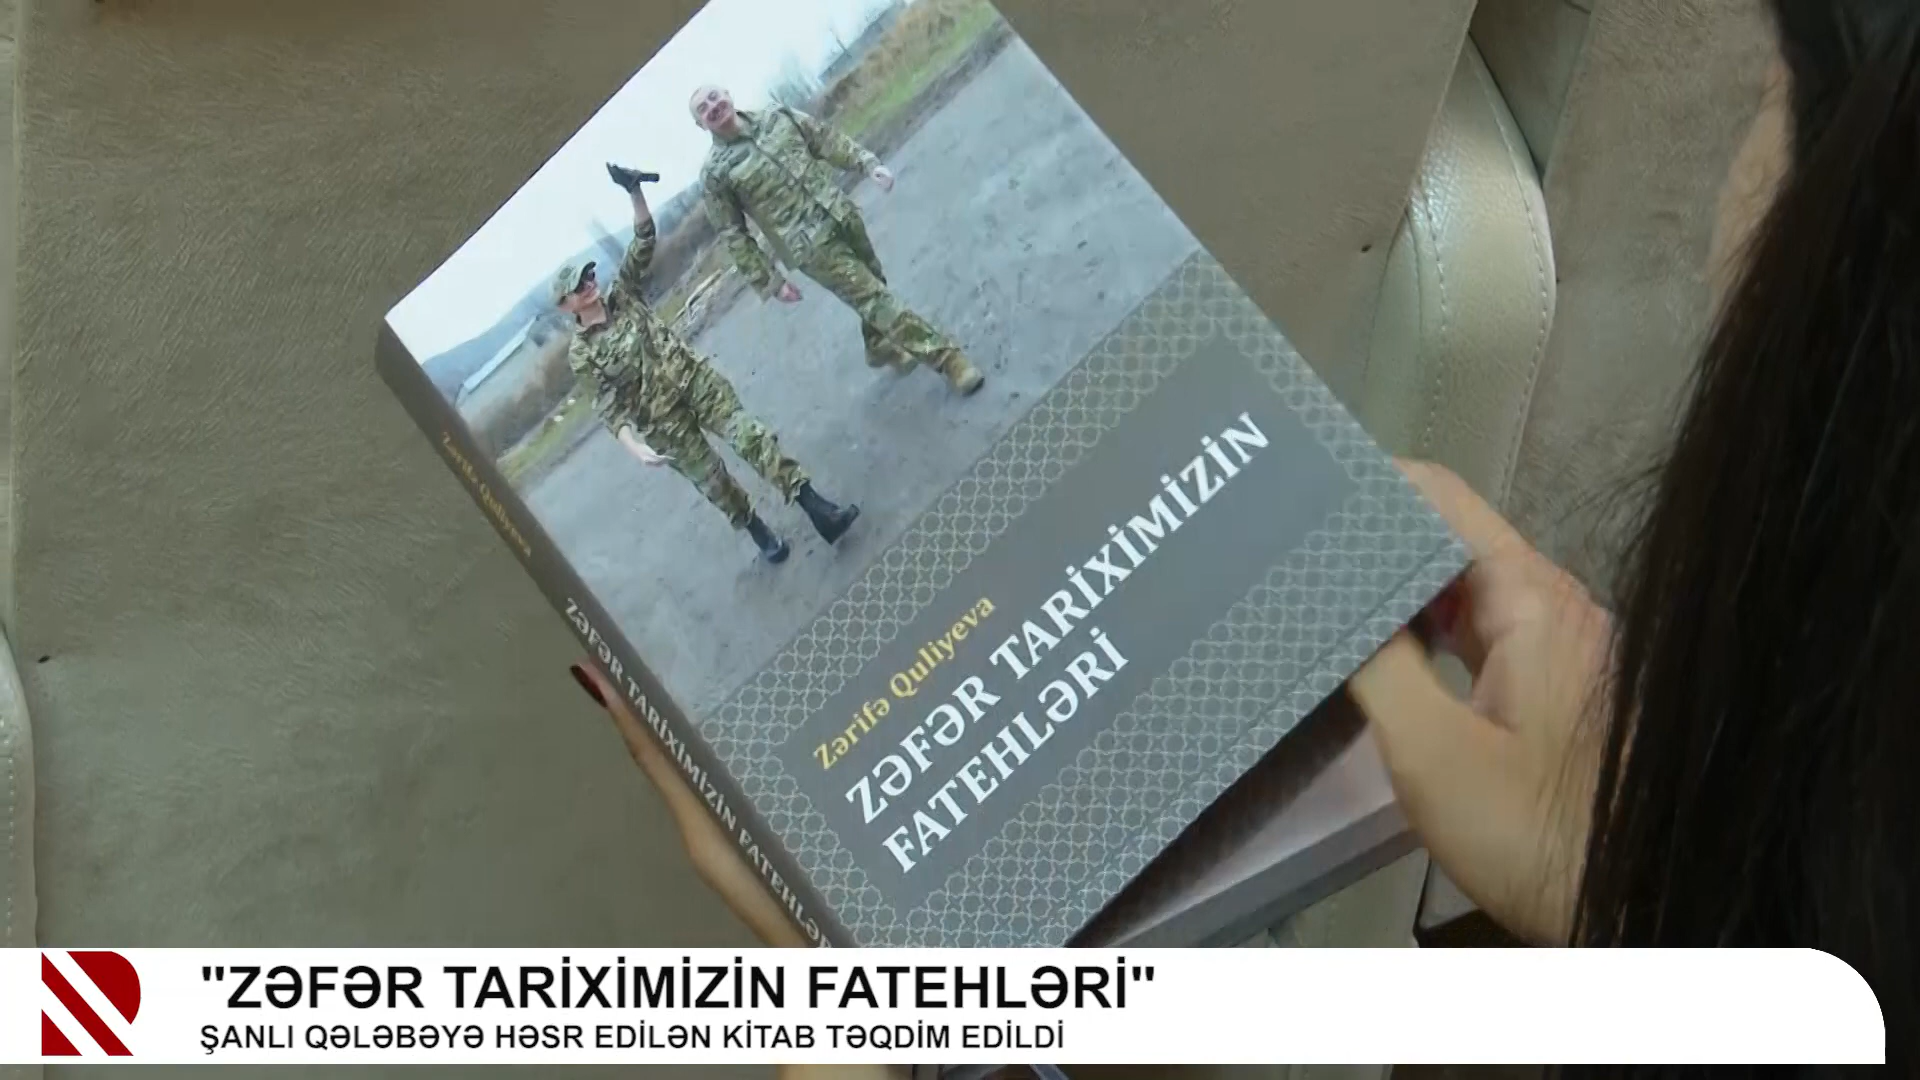 Zərifə Quliyeva
ZƏFƏR TARİXİMİZİN
FATEHLƏRİ
Zərifə Quliyeva
ZƏFƏR TARİXİMİZİN FATEHLƏ
"ZƏFƏR TARİXİMİZİN FATEHLƏRİ"
ŞANLI QƏLƏBƏYƏ HƏSR EDİLƏN KİTAB TƏQDİM EDİLDİ